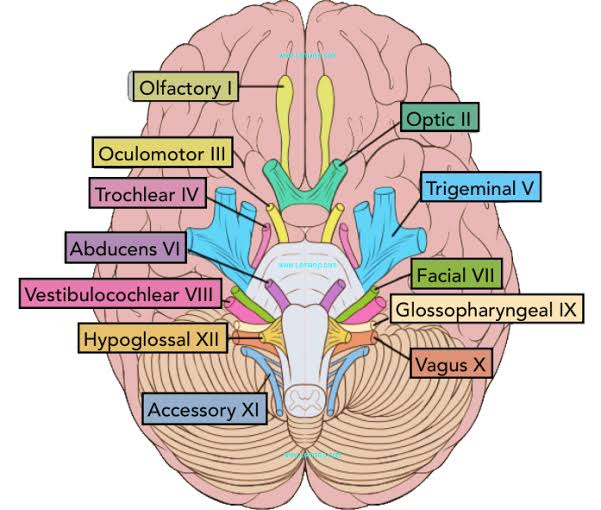 Olfactory I
Optic II
Oculomotor III
Trochlear IV
Trigeminal V
Abducens VI
Facial VII
Vestibulocochlear VIII
Glossopharyngeal IX
Hypoglossal XII
Vagus X
Accessory XI